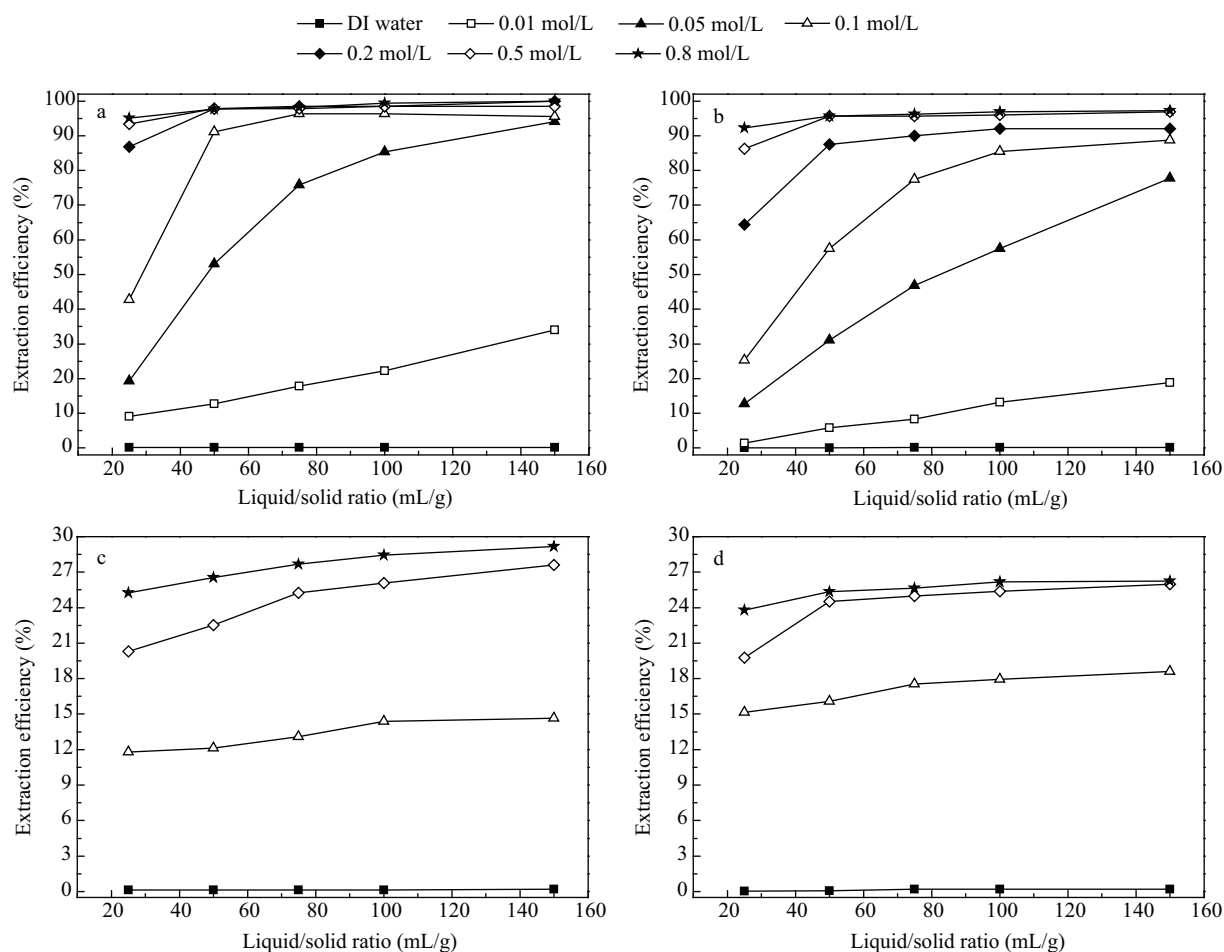 DI water 0.01 mol/L 0.05 mol/L 0.1 mol/L
0.2 mol/L 0.5 mol/L 0.8 mol/L
a
100
90
80
70
60
50
40
30
20
10
0
Extraction efficiency (%)
20 40 60 80 100 120 140 160
Liquid/solid ratio (mL/g)
b
100
90
80
70
60
50
40
30
20
10
0
Extraction efficiency (%)
20 40 60 80 100 120 140 160
Liquid/solid ratio (mL/g)
c
30
27
24
21
18
15
12
9
6
3
0
Extraction efficiency (%)
20 40 60 80 100 120 140 160
Liquid/solid ratio (mL/g)
d
30
27
24
21
18
15
12
9
6
3
0
Extraction efficiency (%)
20 40 60 80 100 120 140 160
Liquid/solid ratio (mL/g)